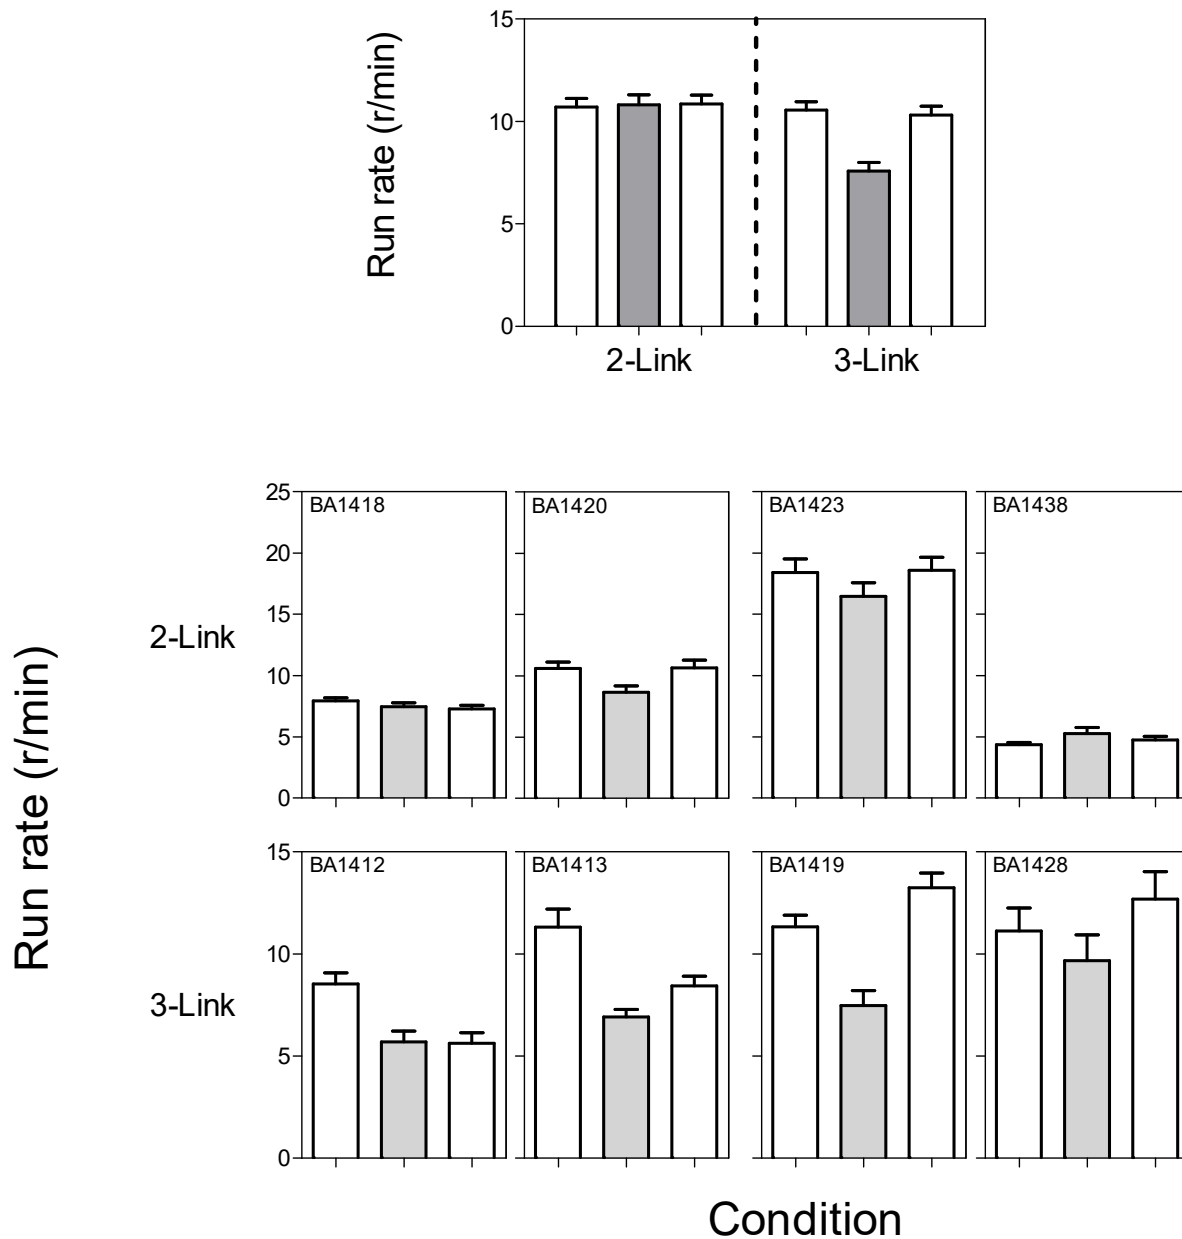 Run rate (r/min)
15
10
5
0
2-Link
3-Link
Run rate (r/min)
2-Link
25
20
15
10
5
0
BA1418
BA1420
BA1423
BA1438
3-Link
15
10
5
0
BA1412
BA1413
BA1419
BA1428
Condition